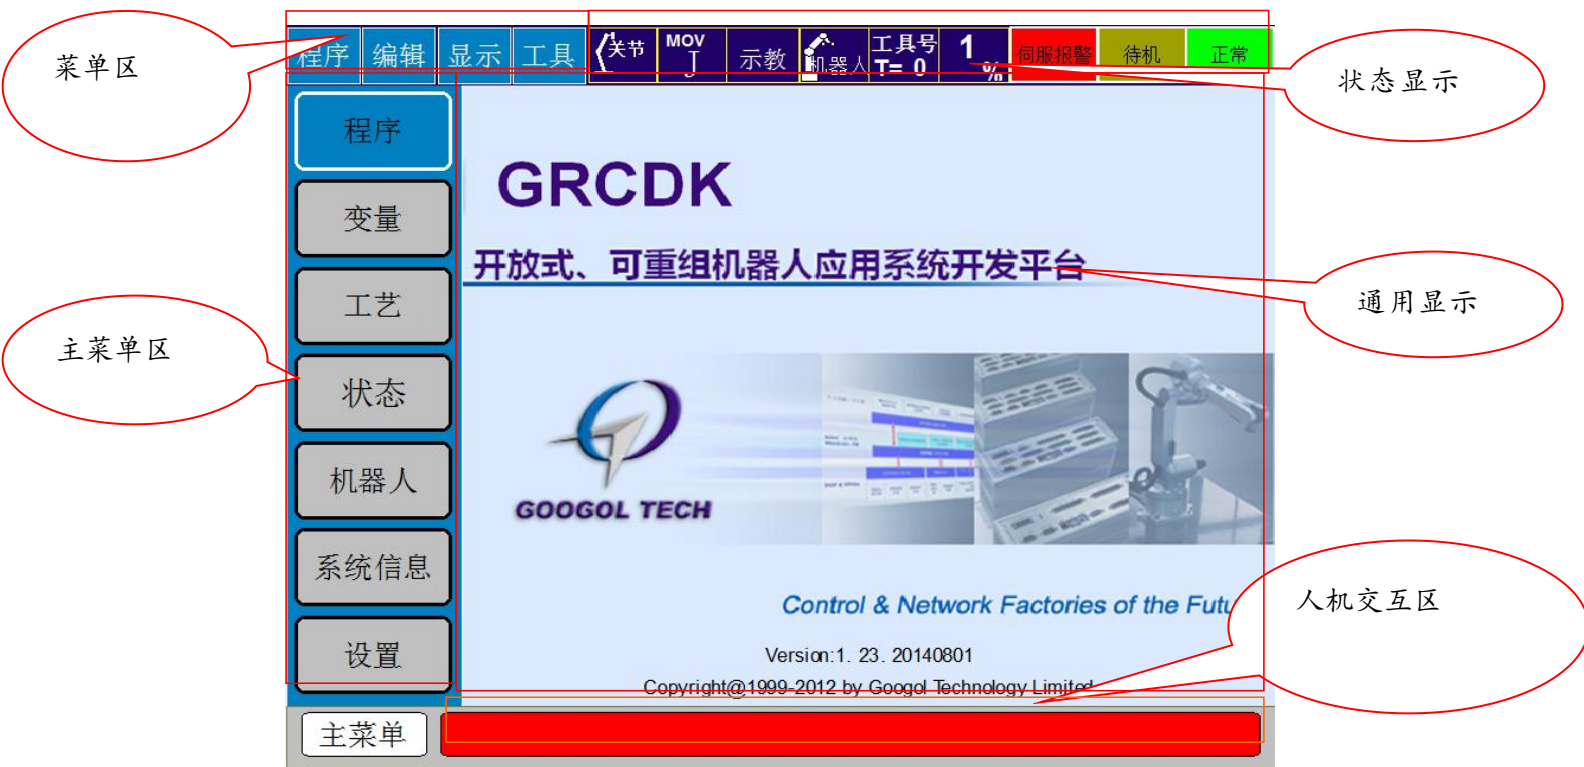 菜单区
程序 编辑 显示 工具 关节 MOV J 示教 机器人 工具号 T= 0 1 % 伺服报警 待机 正常
状态显示
程序
变量
工艺
状态
机器人
系统信息
设置
主菜单区
GRCDK
开放式、可重组机器人应用系统开发平台
通用显示
GOOGOL TECH
Control & Network Factories of the Futu
人机交互区
Version:1. 23. 20140801
Copyright@1999-2012 by Googol Technology Limited
主菜单